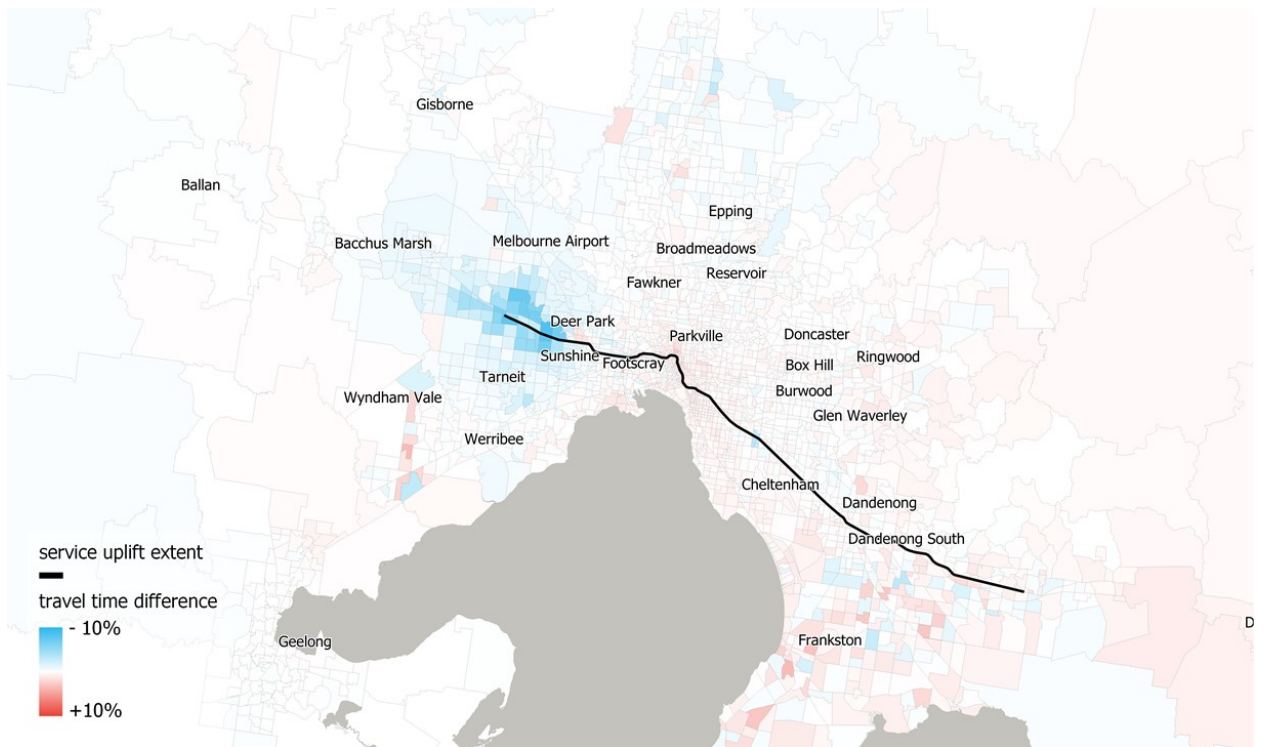 Gisborne
Ballan
Epping
Bacchus Marsh
Melbourne Airport
Broadmeadows
Reservoir
Fawkner
Deer Park
Parkville
Doncaster
Sunshine
Footscray
Ringwood
Box Hill
Tarneit
Burwood
Wyndham Vale
Glen Waverley
Werribee
Cheltenham
Dandenong
Dandenong South
service uplift extent
travel time difference
- 10%
+10%
Geelong
Frankston
D